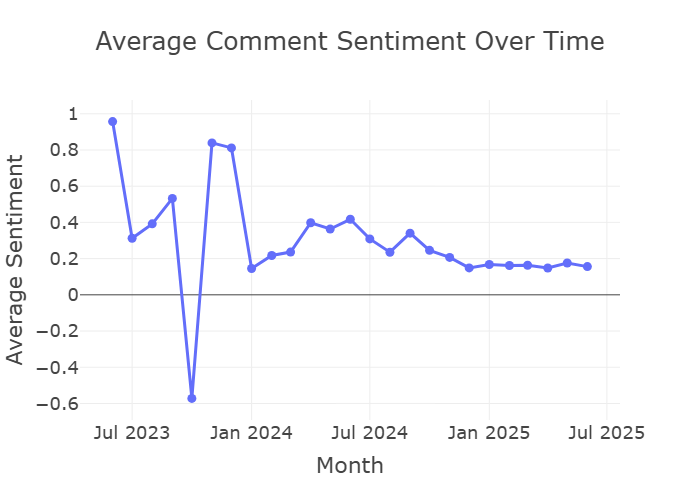 Average Comment Sentiment Over Time
1
0.8
0.6
0.4
0.2
0
−0.2
−0.4
−0.6
Average Sentiment
Jul 2023 Jan 2024 Jul 2024 Jan 2025 Jul 2025
Month